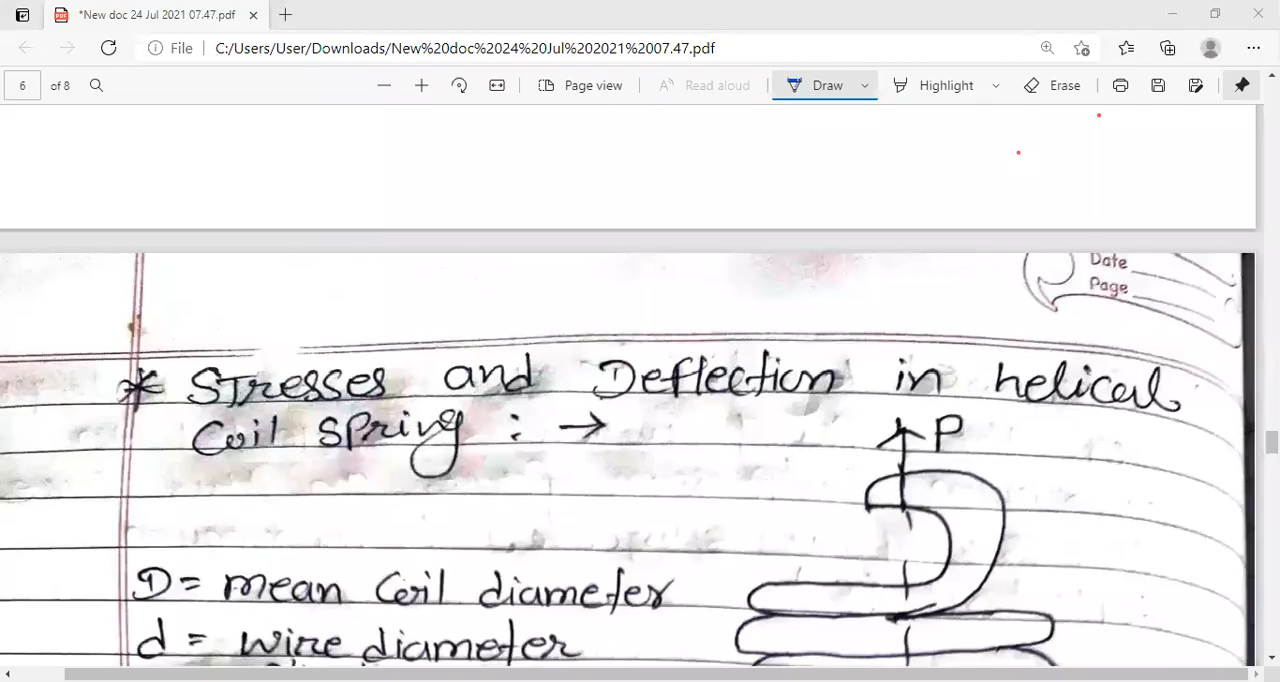 *New doc 24 Jul 2021 07.47.pdf
File C:/Users/User/Downloads/New%20doc%2024%20Jul%202021%2007.47.pdf
6 of 8 Page view Read aloud Draw Highlight Erase
Date
Page
* Stresses and Deflection in helical
Coil spring : →
P
D = mean Coil diameter
d = wire diameter